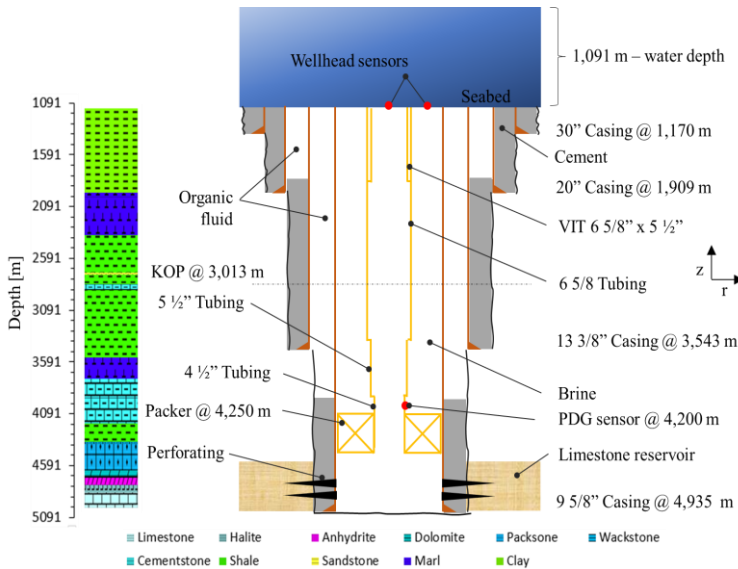 Wellhead sensors
1,091 m – water depth
Seabed
1091
1591
2091
2591
3091
3591
4091
4591
5091
Depth [m]
30” Casing @ 1,170 m
Cement
20” Casing @ 1,909 m
Organic
fluid
VIT 6 5/8” x 5 ½”
KOP @ 3,013 m
5 ½” Tubing
6 5/8 Tubing
z
r
13 3/8” Casing @ 3,543 m
4 ½” Tubing
Brine
Packer @ 4,250 m
PDG sensor @ 4,200 m
Perforating
Limestone reservoir
9 5/8” Casing @ 4,935 m
Limestone
Halite
Anhydrite
Dolomite
Packsone
Wackstone
Cementstone
Shale
Sandstone
Marl
Clay